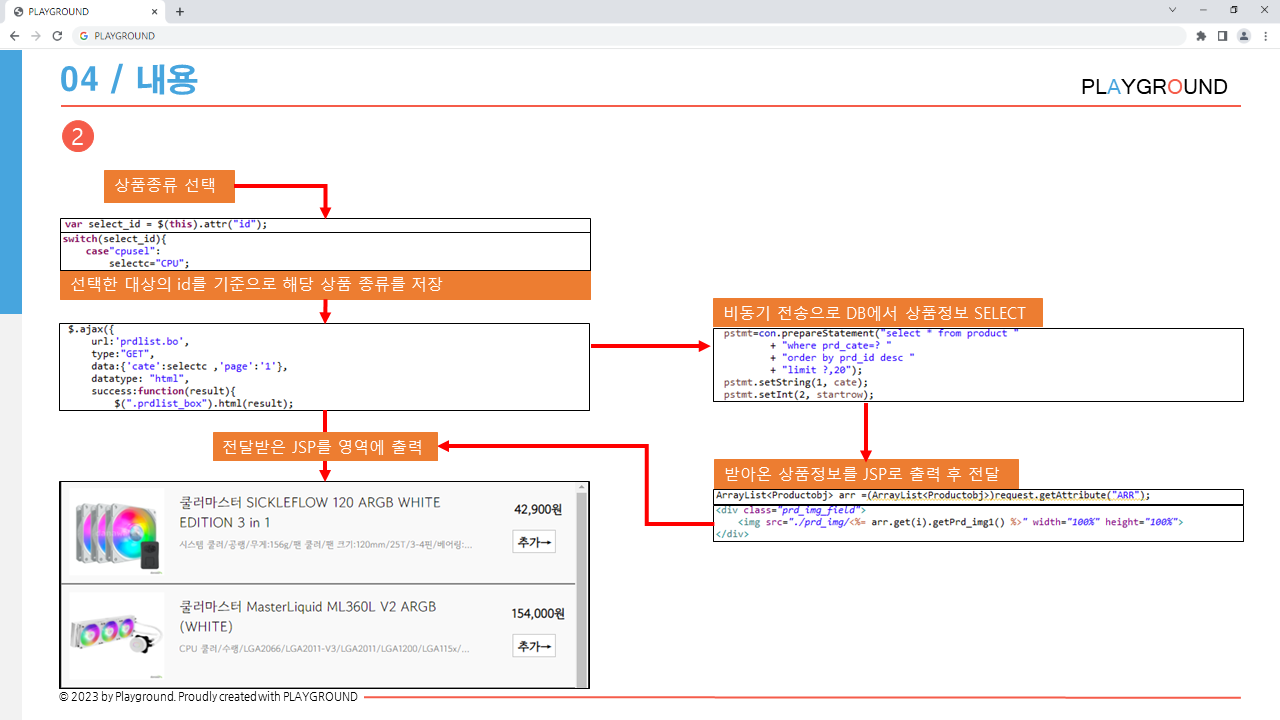 PLAYGROUND
PLAYGROUND
04 / 내용
PLAYGROUND
2
상품종류 선택
var select_id = $(this).attr("id");
switch(select_id){
case"cpusel":
selectc="CPU";
선택한 대상의 id를 기준으로 해당 상품 종류를 저장
$.ajax({
url:'prdlist.bo',
type:"GET",
data:{'cate':selectc ,'page':'1'},
datatype: "html",
success:function(result){
$(".prdlist_box").html(result);
비동기 전송으로 DB에서 상품정보 SELECT
pstmt=con.prepareStatement("select * from product "
+ "where prd_cate=? "
+ "order by prd_id desc "
+ "limit ?,20");
pstmt.setString(1, cate);
pstmt.setInt(2, startrow);
전달받은 JSP를 영역에 출력
받아온 상품정보를 JSP로 출력 후 전달
ArrayList<Productobj> arr =(ArrayList<Productobj>)request.getAttribute("ARR");
<div class="prd_img_field">
<img src="./prd_img/<%= arr.get(i).getPrd_img1() %>" width="100%" height="100%">
</div>
쿨러마스터 SICKLEFLOW 120 ARGB WHITE
EDITION 3 in 1
42,900원
시스템 쿨러/공랭/무게:156g/팬 쿨러/팬 크기:120mm/25T/3-4핀/베어링:...
추가→
쿨러마스터 MasterLiquid ML360L V2 ARGB
(WHITE)
154,000원
CPU 쿨러/수랭/LGA2066/LGA2011-V3/LGA2011/LGA1200/LGA115x/...
추가→
© 2023 by Playground. Proudly created with PLAYGROUND